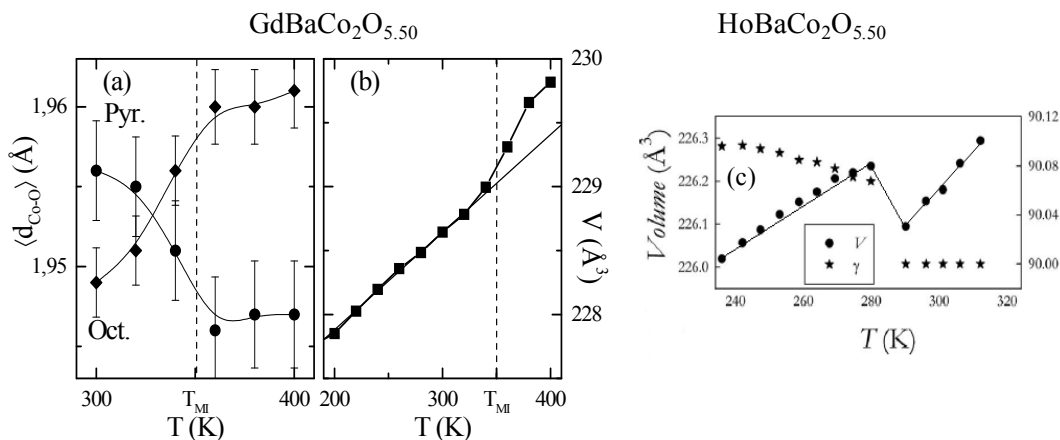 GdBaCo2O5.50
HoBaCo2O5.50
(a)
Pyr.
Oct.
1,96
1,95
⟨dCo-O⟩ (Å)
300
TMI
400
T (K)
(b)
230
229
228
V (Å3)
200
300
TMI
400
T (K)
(c)
226.3
226.2
226.1
226.0
Volume (Å3)
V
γ
90.12
90.08
90.04
90.00
240
260
280
300
320
T (K)